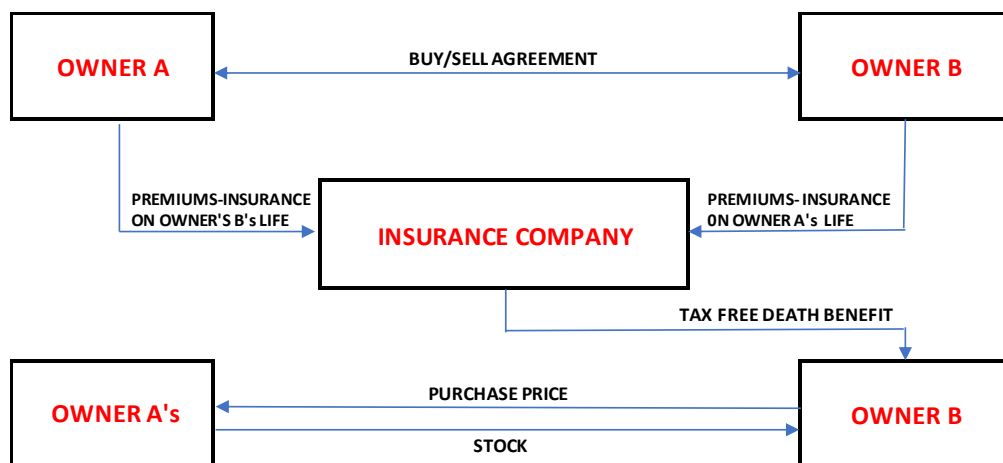 OWNER A
BUY/SELL AGREEMENT
OWNER B
PREMIUMS-INSURANCE
ON OWNER'S B's LIFE
PREMIUMS- INSURANCE
0N OWNER A's LIFE
INSURANCE COMPANY
TAX FREE DEATH BENEFIT
OWNER A's
PURCHASE PRICE
STOCK
OWNER B